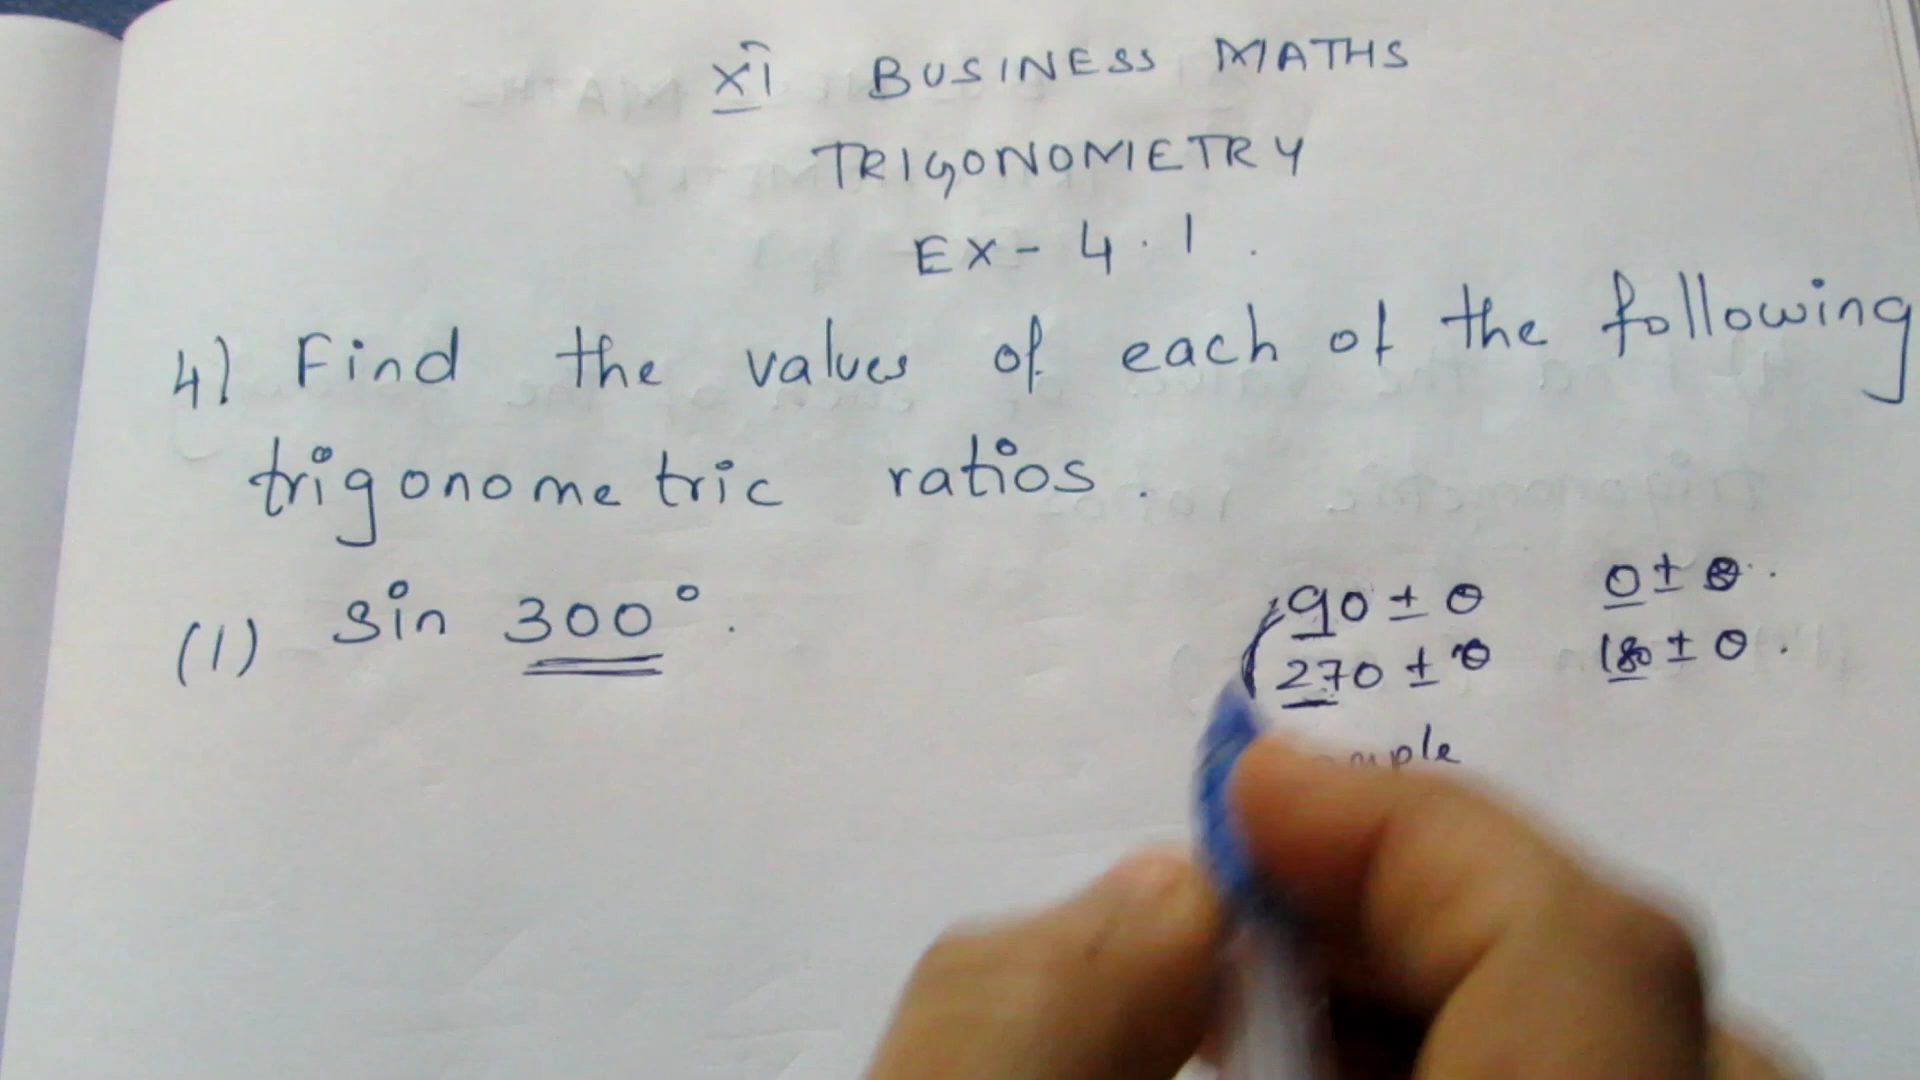 XI BUSINESS MATHS
TRIGONOMETRY
EX - 4.1.
4) Find the values of each of the following
trigonometric ratios.
(1) sin 300°.
90 ± θ
270 ± θ
0 ± θ.
180 ± θ.